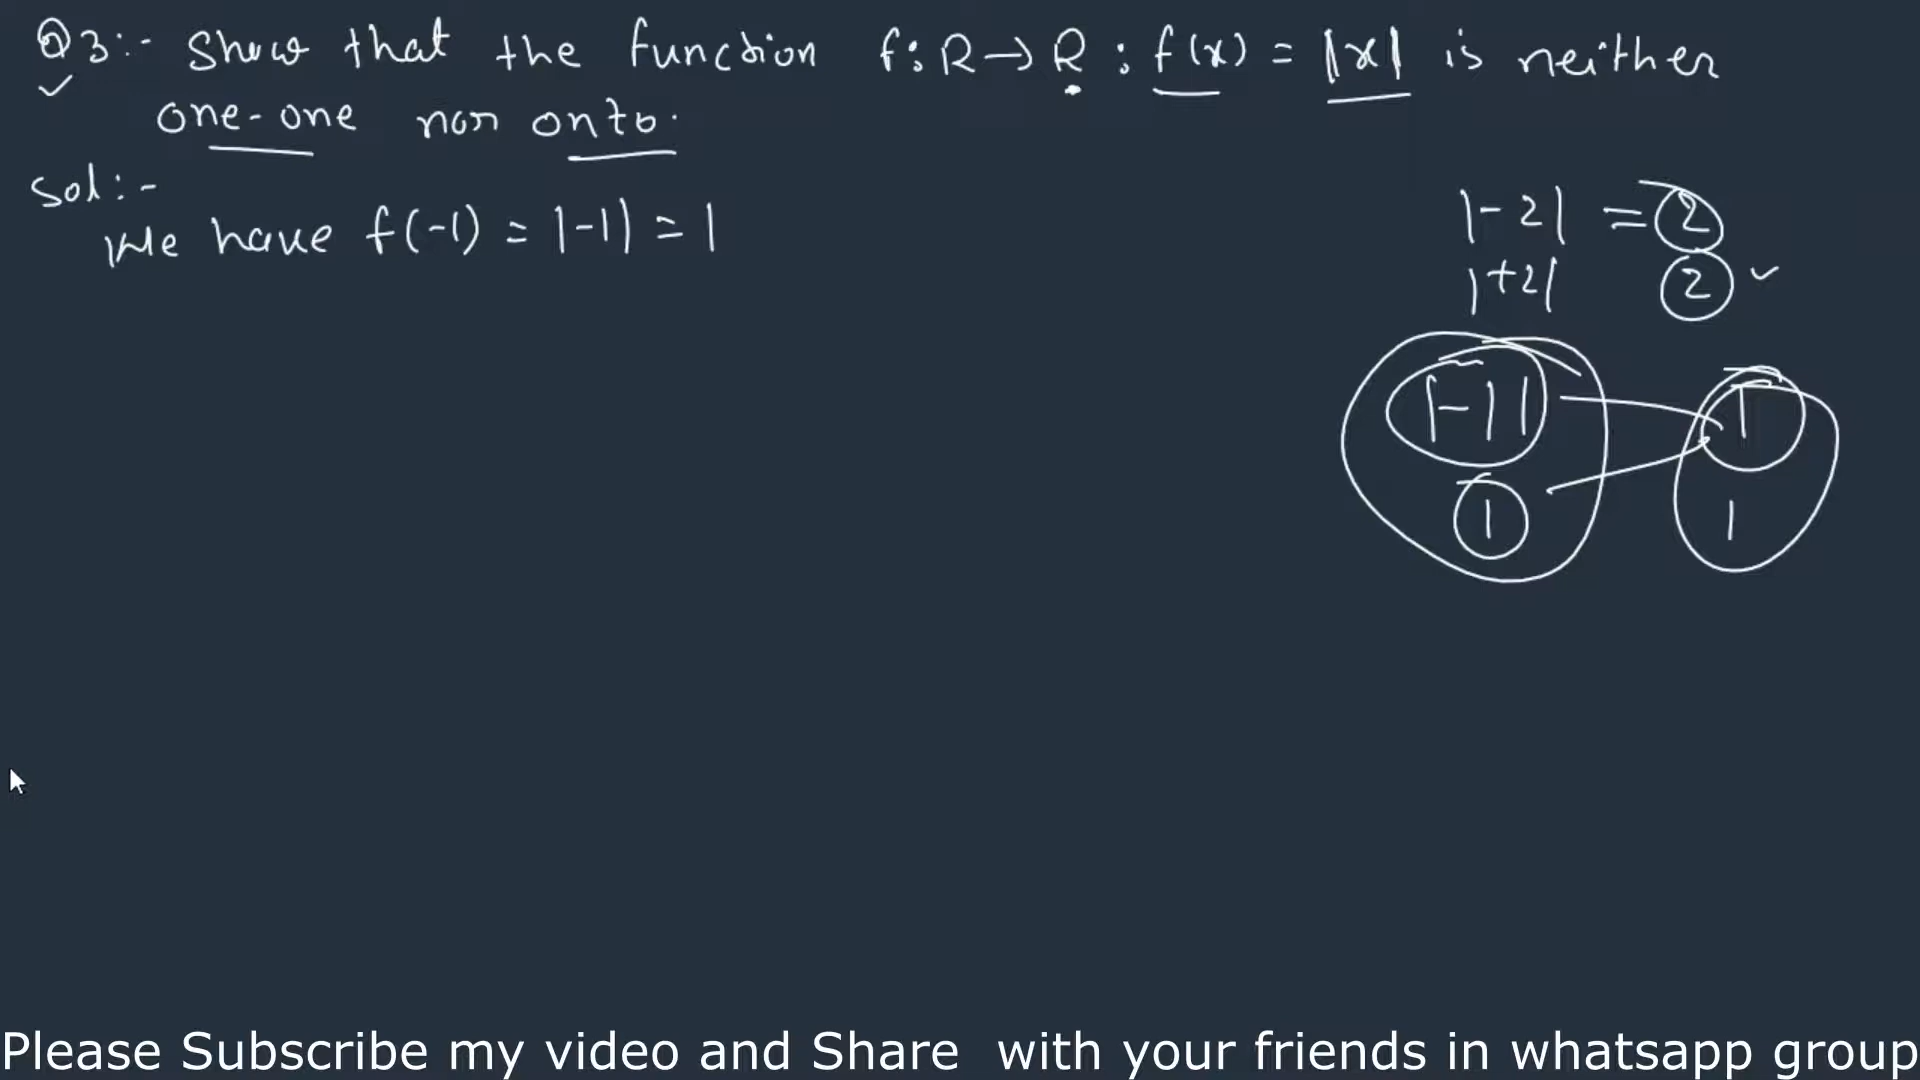 Q3:- Show that the function f:R→R : f(x) = |x| is neither
one-one nor onto.
Sol:-
We have f(-1) = |-1| = 1
|-2| = 2
|+2| 2
|-1| 1
1 1
Please Subscribe my video and Share with your friends in whatsapp group